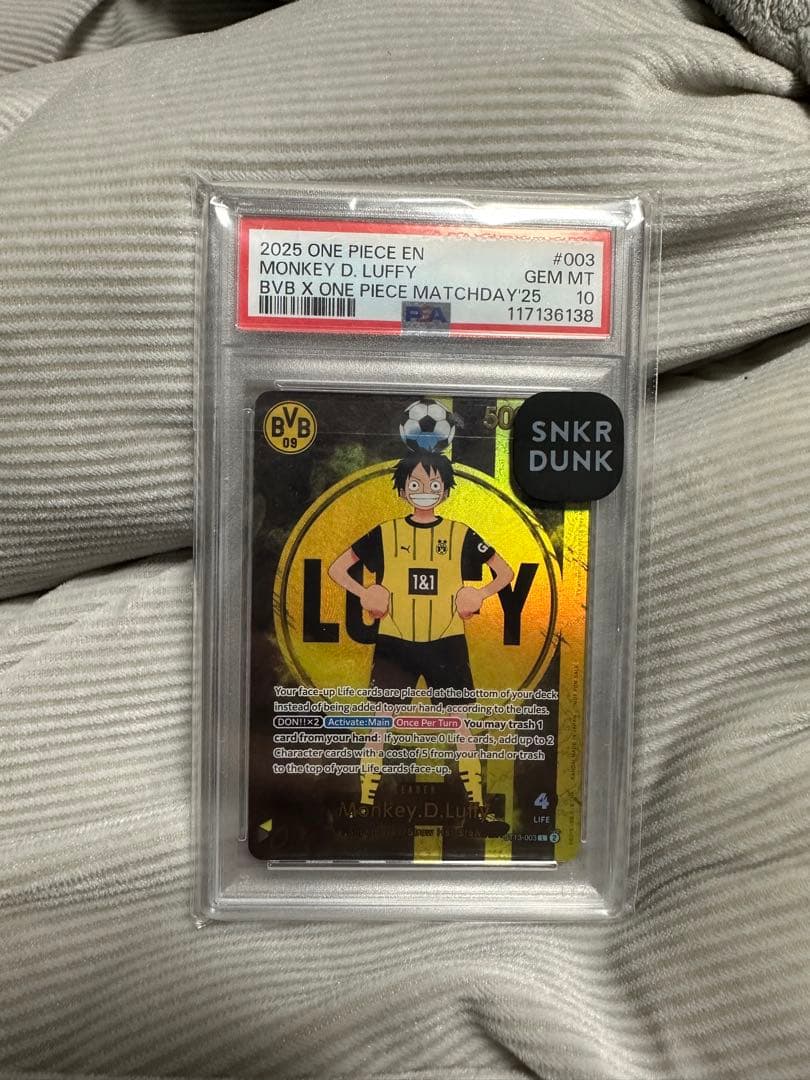 2025 ONE PIECE EN #003
MONKEY D. LUFFY GEM MT
BVB X ONE PIECE MATCHDAY'25 10
117136138
PSA
BVB
09
50
SNKR
DUNK
G
1&1
LU Y
Your face-up Life cards are placed at the bottom of your deck
instead of being added to your hand, according to the rules.
DON!!×2 Activate:Main Once Per Turn You may trash 1
card from your hand: If you have 0 Life cards, add up to 2
Character cards with a cost of 5 from your hand or trash
to the top of your Life cards face-up.
LEADER
Monkey.D.Luffy
4
LIFE
ST13-003 L 2